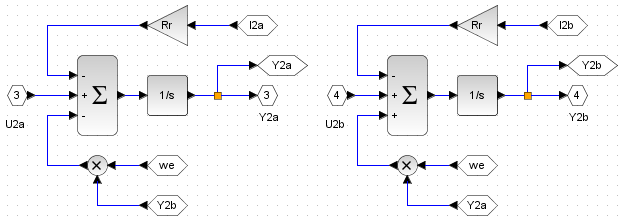 Rr I2a Rr I2b
- Y2a - Y2b
3 + Σ 1/s 3 4 + Σ 1/s 4
U2a - Y2a U2b + Y2b
× we × we
Y2b Y2a